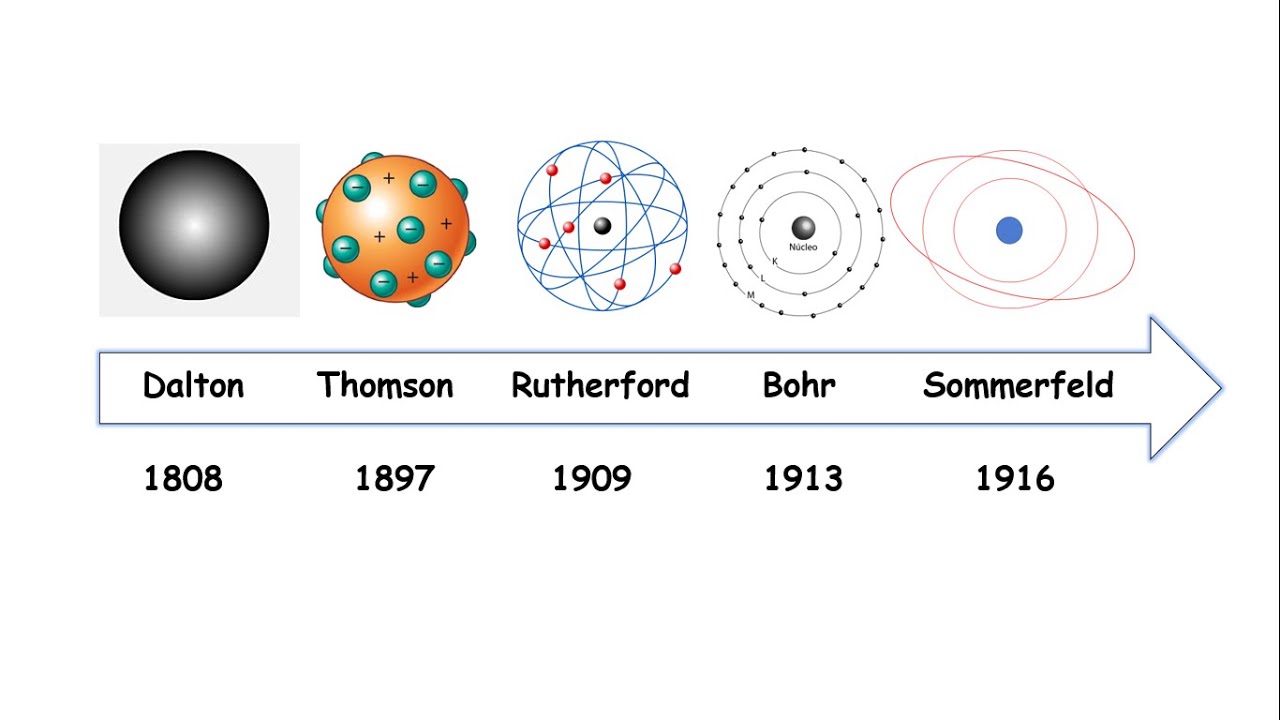 +
+
+
+
− − − − − −
Núcleo
K
L
M
Dalton Thomson Rutherford Bohr Sommerfeld
1808 1897 1909 1913 1916